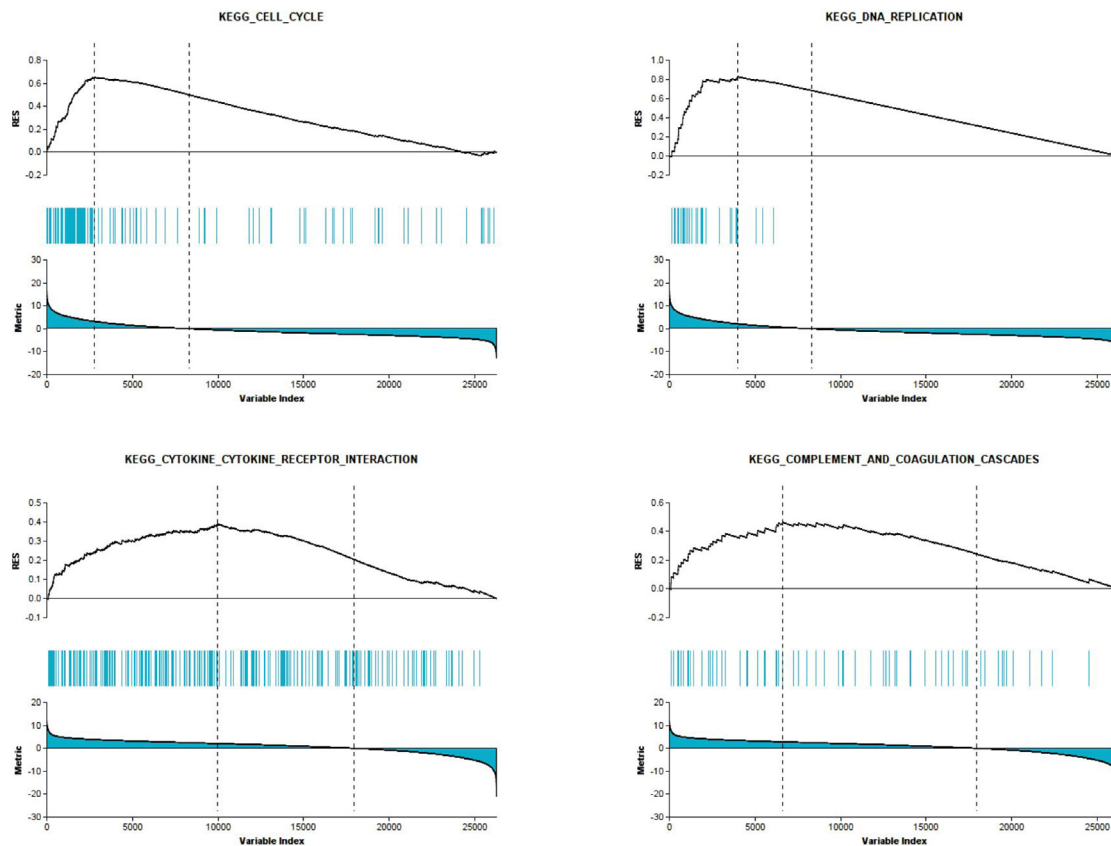 KEGG_CELL_CYCLE
0.8
0.6
0.4
0.2
0.0
-0.2
RES
30
20
10
0
-10
-20
Metric
0 5000 10000 15000 20000 25000
Variable Index
KEGG_DNA_REPLICATION
1.0
0.8
0.6
0.4
0.2
0.0
-0.2
RES
30
20
10
0
-10
-20
Metric
0 5000 10000 15000 20000 25000
Variable Index
KEGG_CYTOKINE_CYTOKINE_RECEPTOR_INTERACTION
0.5
0.4
0.3
0.2
0.1
0.0
-0.1
RES
20
10
0
-10
-20
-30
Metric
0 5000 10000 15000 20000 25000
Variable Index
KEGG_COMPLEMENT_AND_COAGULATION_CASCADES
0.6
0.4
0.2
0.0
-0.2
RES
20
10
0
-10
-20
-30
Metric
0 5000 10000 15000 20000 25000
Variable Index